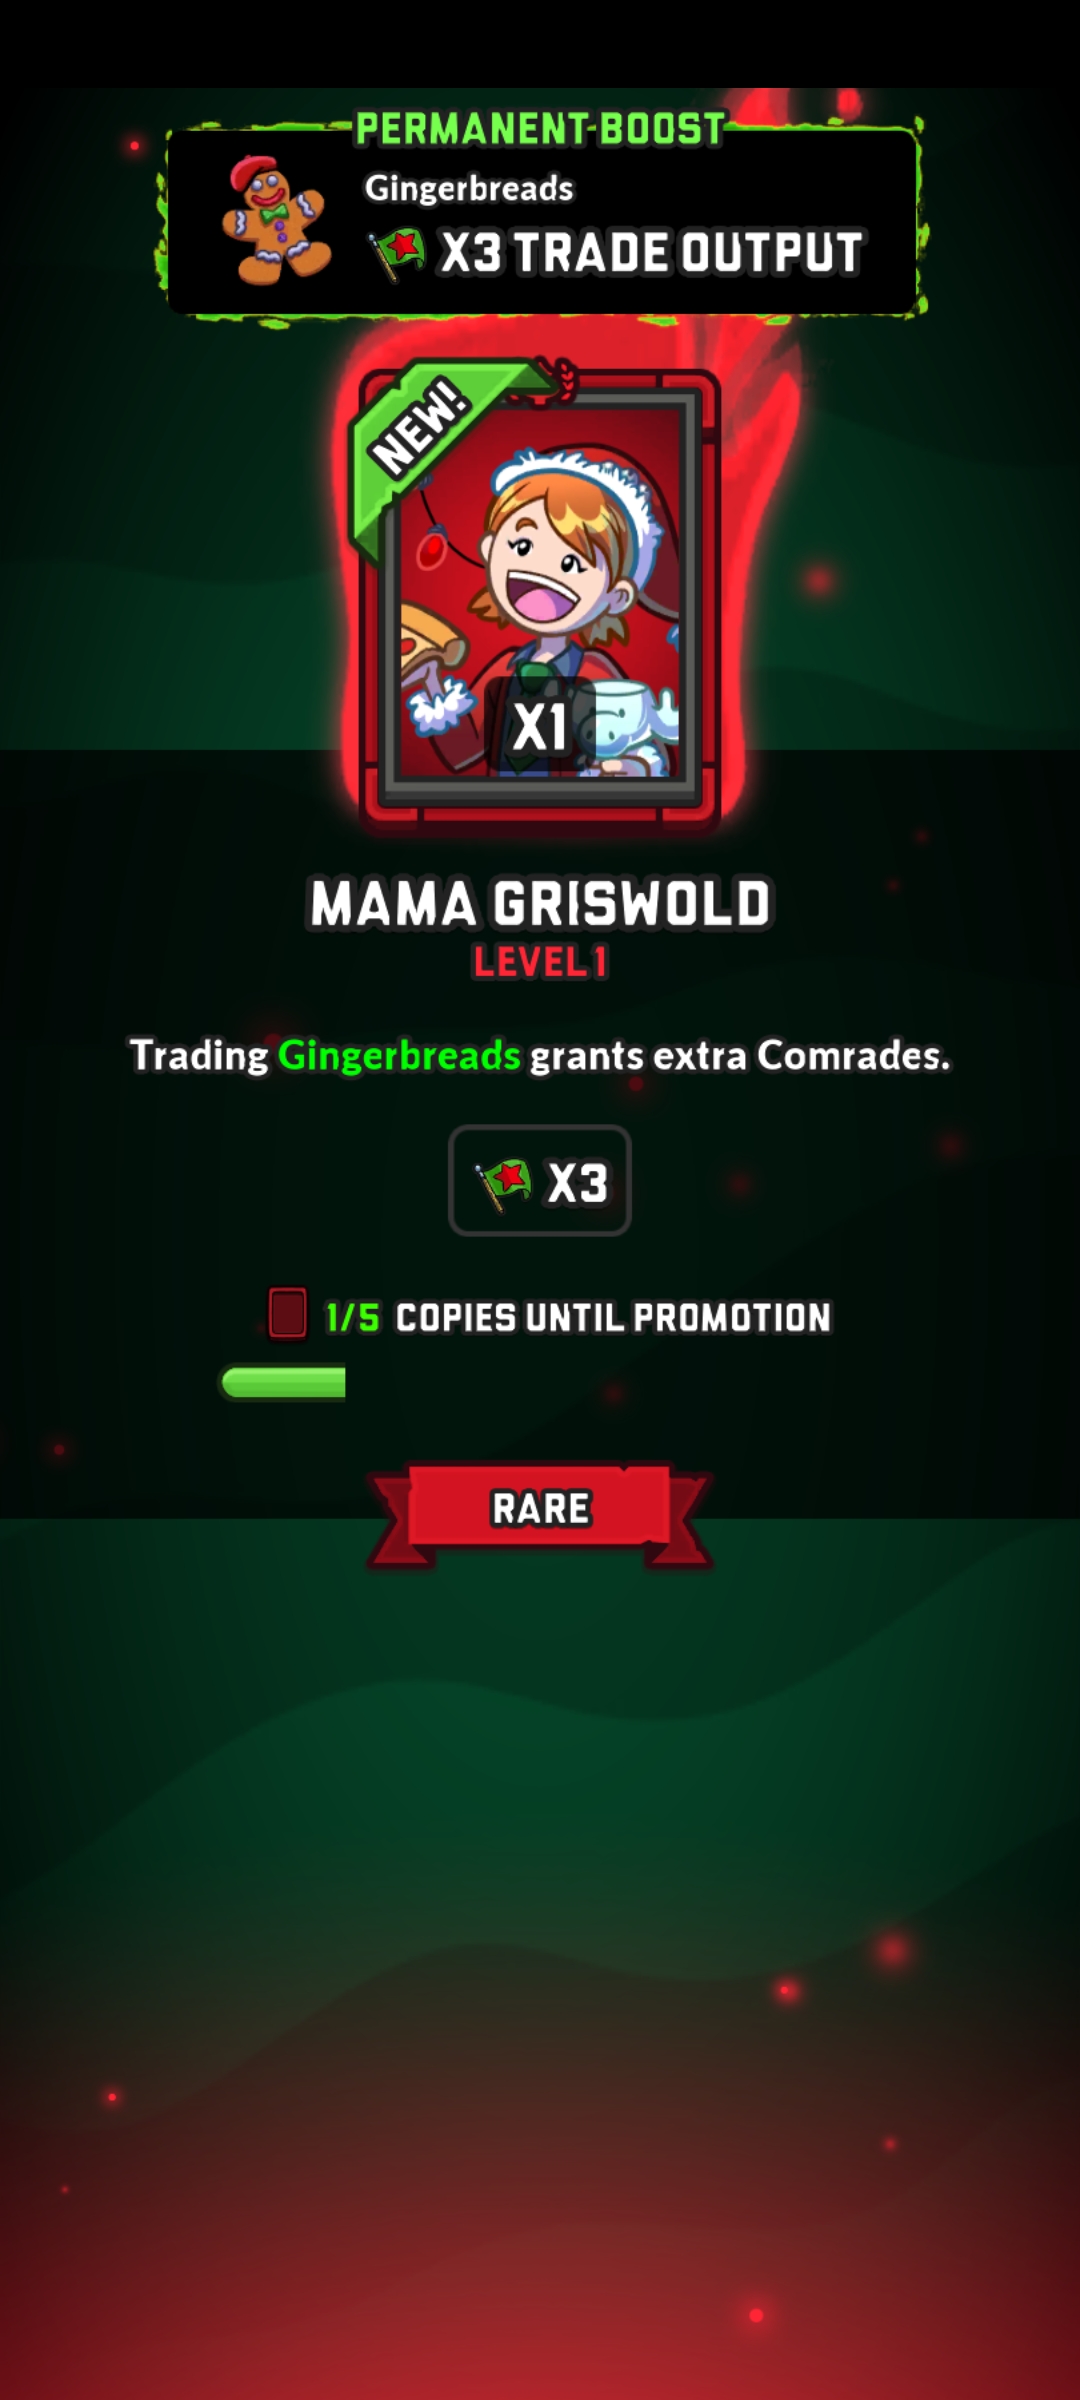 PERMANENT BOOST
Gingerbreads
X3 TRADE OUTPUT
NEW!
X1
MAMA GRISWOLD
LEVEL 1
Trading Gingerbreads grants extra Comrades.
X3
1/5 COPIES UNTIL PROMOTION
RARE